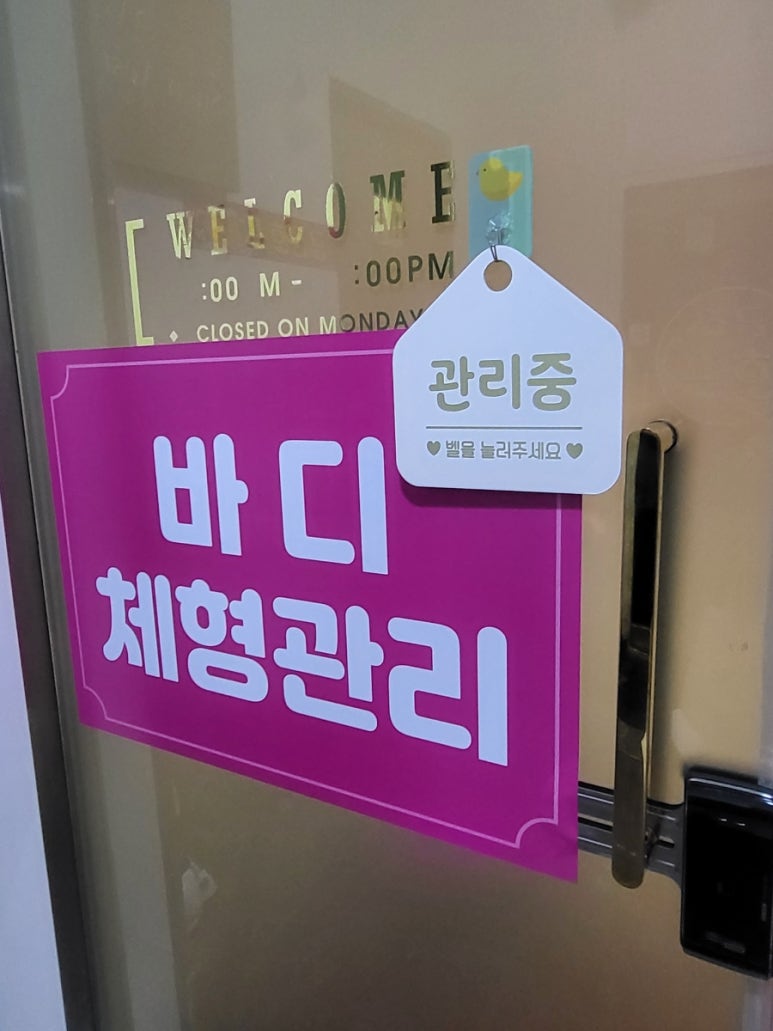 WELCOME
:00 M - :00PM
CLOSED ON MONDAY
관리중
♥ 벨을 눌러주세요 ♥
바디
체형관리